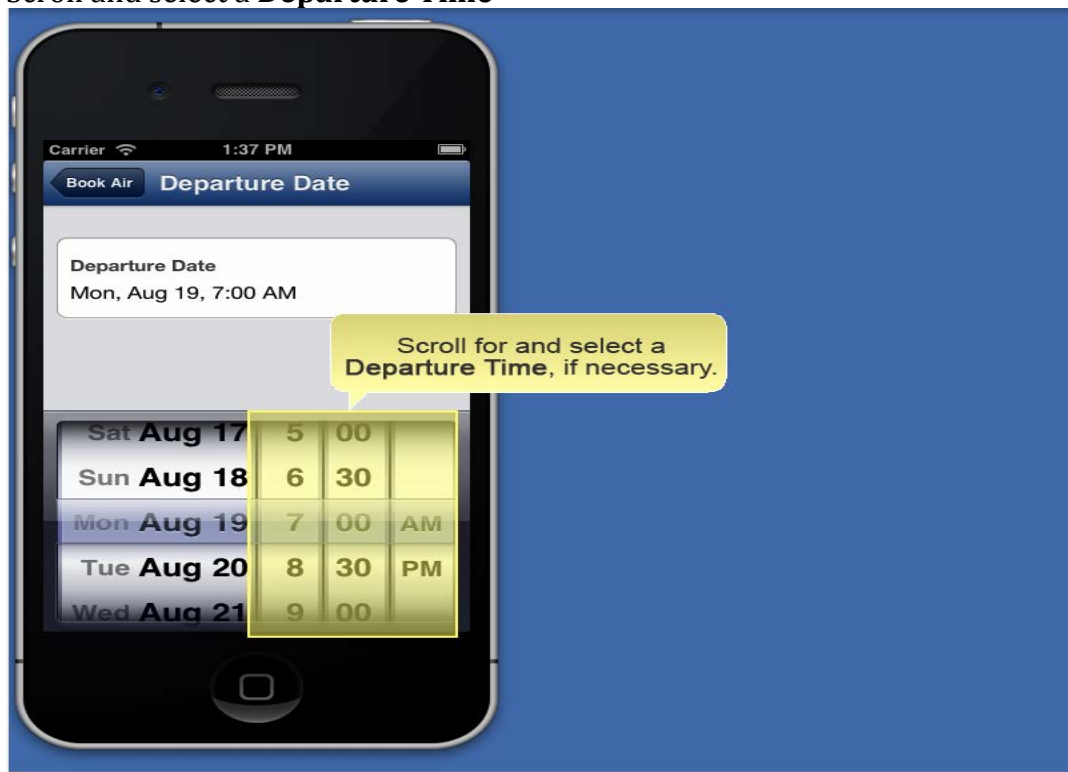 Scroll and select a Departure Time
Carrier 1:37 PM
Book Air Departure Date
Departure Date
Mon, Aug 19, 7:00 AM
Scroll for and select a
Departure Time, if necessary.
Sat Aug 17 5 00
Sun Aug 18 6 30
Mon Aug 19 7 00 AM
Tue Aug 20 8 30 PM
Wed Aug 21 9 00